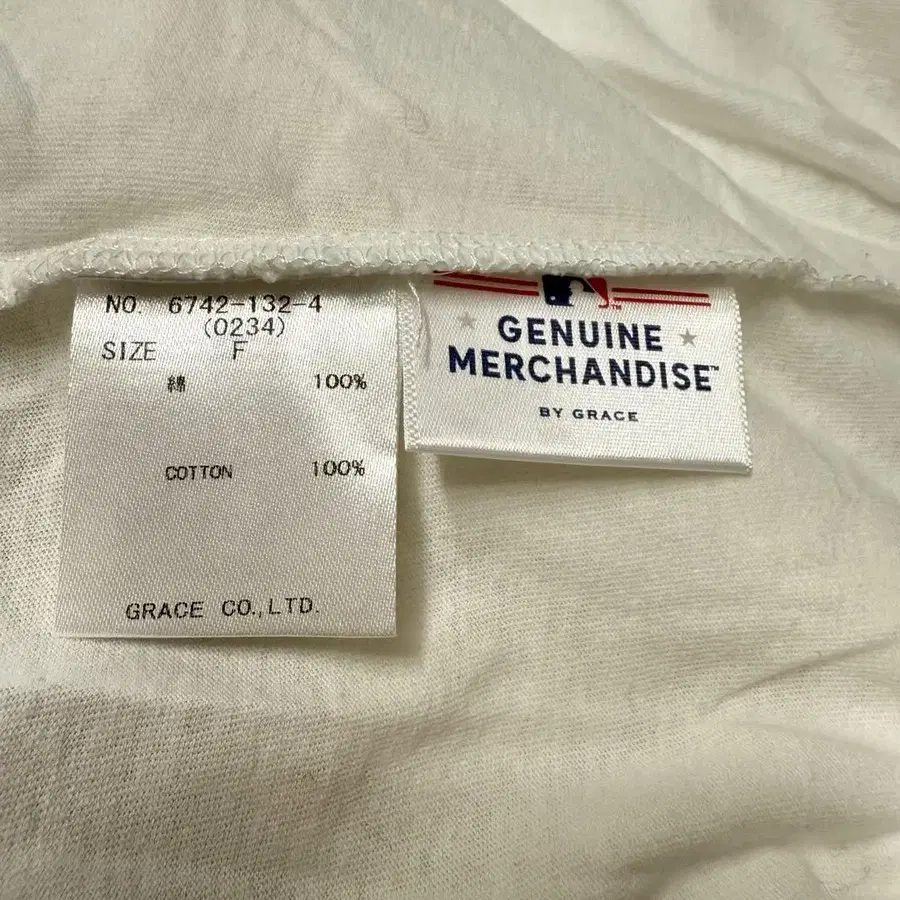 NO. 6742-132-4
(0234)
SIZE F
綿 100%
COTTON 100%
GRACE CO.,LTD.
GENUINE
MERCHANDISE™
BY GRACE